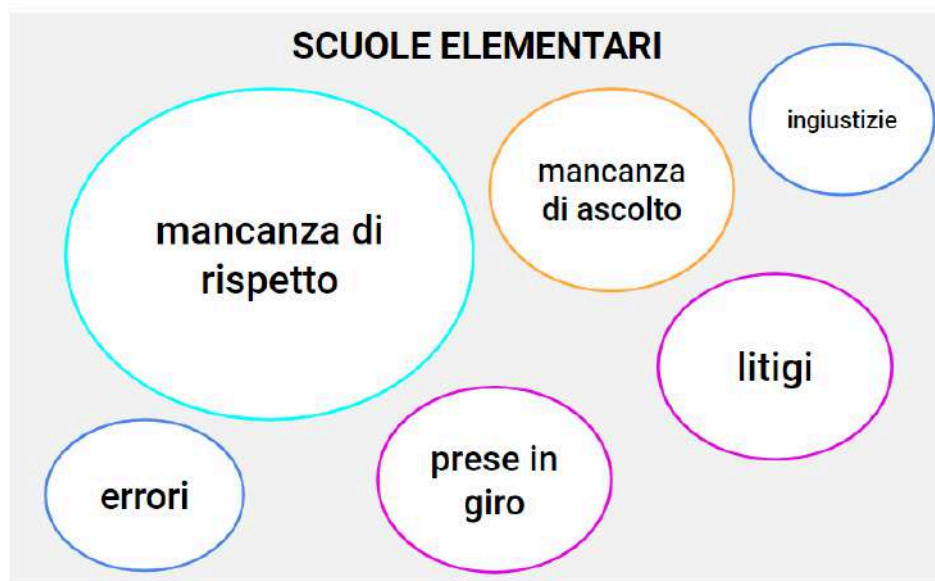 SCUOLE ELEMENTARI
ingiustizie
mancanza
di ascolto
mancanza di
rispetto
litigi
prese in
giro
errori